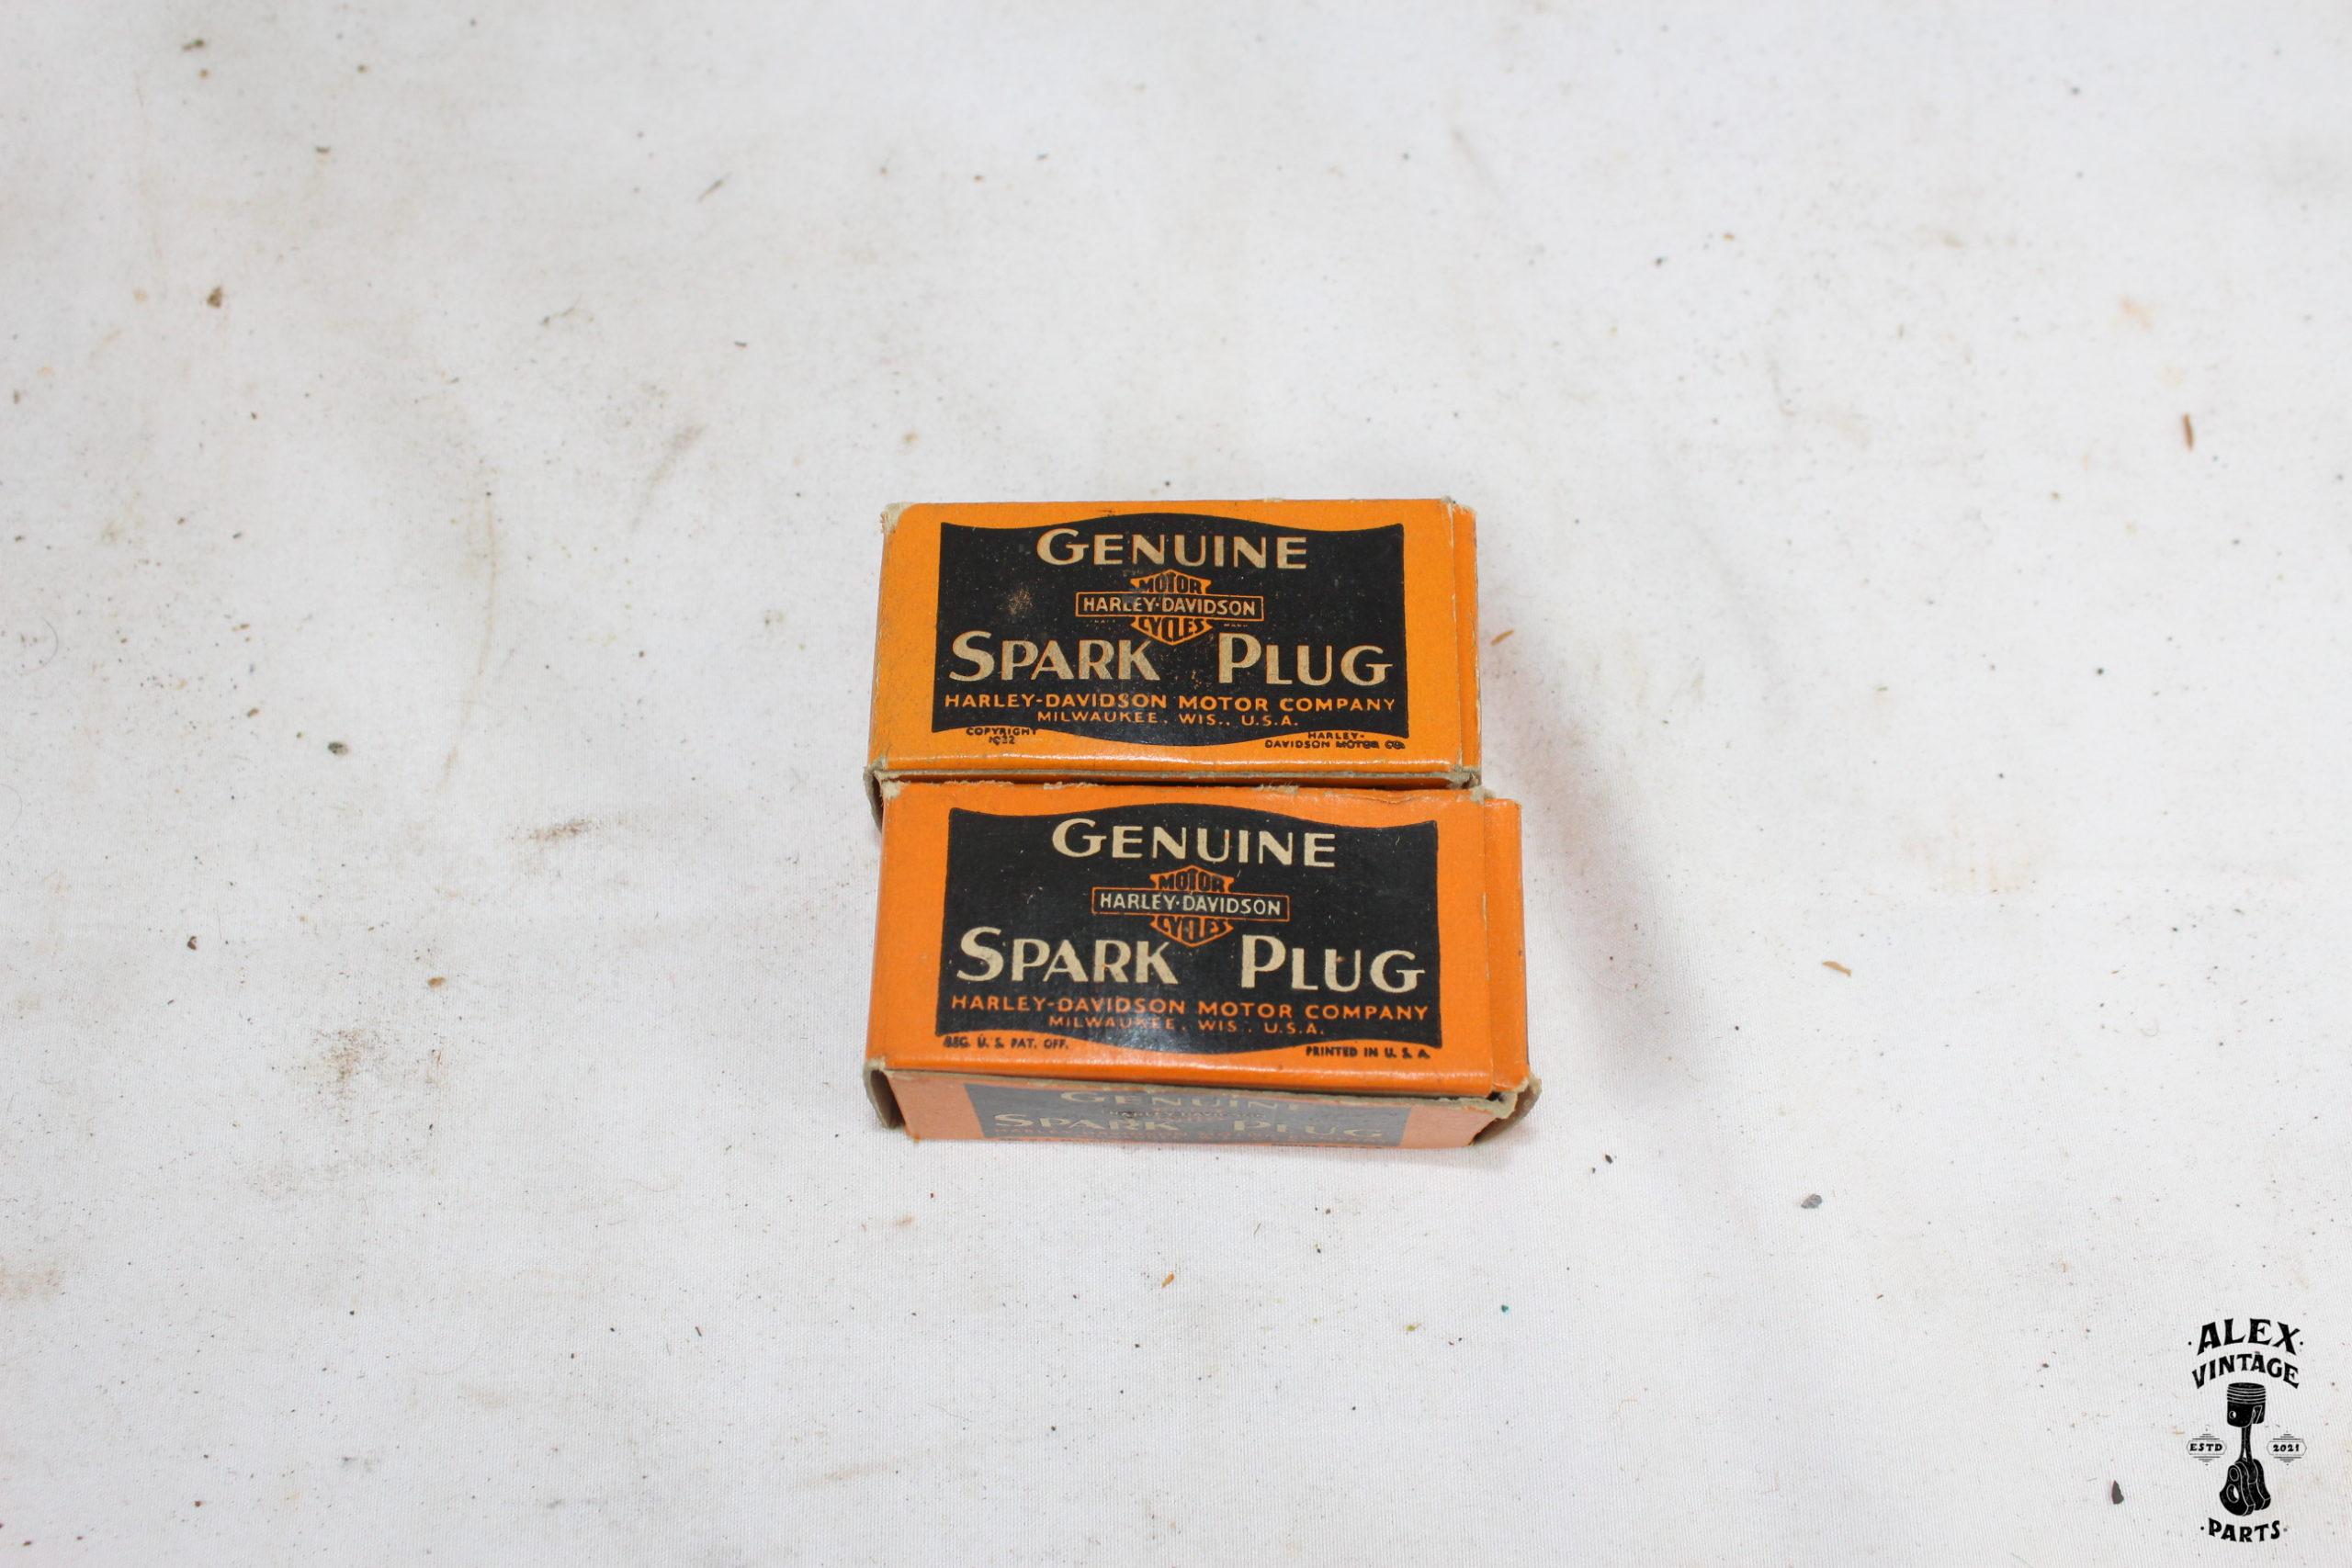 GENUINE
MOTOR
HARLEY-DAVIDSON
CYCLES
SPARK PLUG
HARLEY-DAVIDSON MOTOR COMPANY
MILWAUKEE, WIS., U.S.A.
COPYRIGHT
1932
HARLEY-
DAVIDSON MOTOR CO.
GENUINE
MOTOR
HARLEY-DAVIDSON
CYCLES
SPARK PLUG
HARLEY-DAVIDSON MOTOR COMPANY
MILWAUKEE, WIS., U.S.A.
REG. U. S. PAT. OFF.
PRINTED IN U. S. A.
GENUINE
SPARK PLUG
ALEX
VINTAGE
ESTD 2021
PARTS